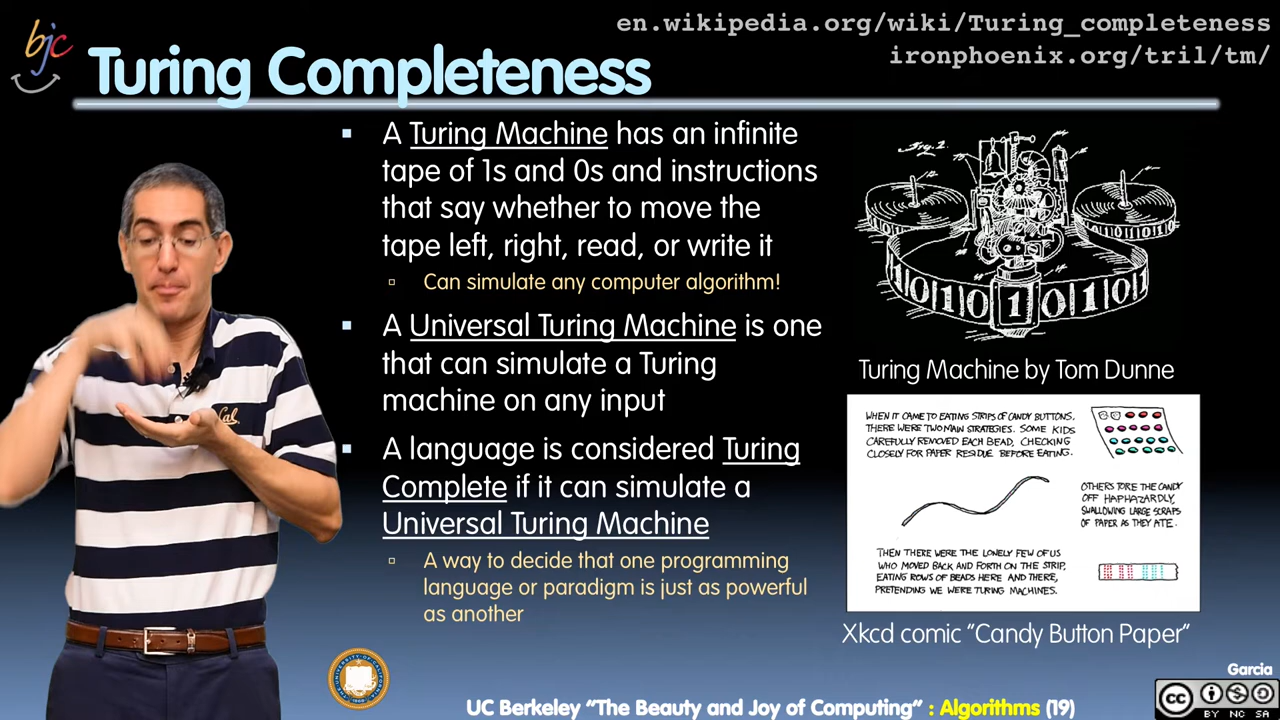 bjc
en.wikipedia.org/wiki/Turing_completeness
ironphoenix.org/tril/tm/
Turing Completeness
▪ A Turing Machine has an infinite
tape of 1s and 0s and instructions
that say whether to move the
tape left, right, read, or write it
▫ Can simulate any computer algorithm!
▪ A Universal Turing Machine is one
that can simulate a Turing
machine on any input
▪ A language is considered Turing
Complete if it can simulate a
Universal Turing Machine
▫ A way to decide that one programming
language or paradigm is just as powerful
as another
Cal
Fig. 2.
0101010101
Turing Machine by Tom Dunne
WHEN IT CAME TO EATING STRIPS OF CANDY BUTTONS,
THERE WERE TWO MAIN STRATEGIES. SOME KIDS
CAREFULLY REMOVED EACH BEAD, CHECKING
CLOSELY FOR PAPER RESIDUE BEFORE EATING.
OTHERS TORE THE CANDY
OFF HAPHAZARDLY,
SWALLOWING LARGE SCRAPS
OF PAPER AS THEY ATE.
THEN THERE WERE THE LONELY FEW OF US
WHO MOVED BACK AND FORTH ON THE STRIP,
EATING ROWS OF BEADS HERE AND THERE,
PRETENDING WE WERE TURING MACHINES.
Xkcd comic "Candy Button Paper"
Garcia
UC Berkeley "The Beauty and Joy of Computing" : Algorithms (19)
cc
BY NC SA